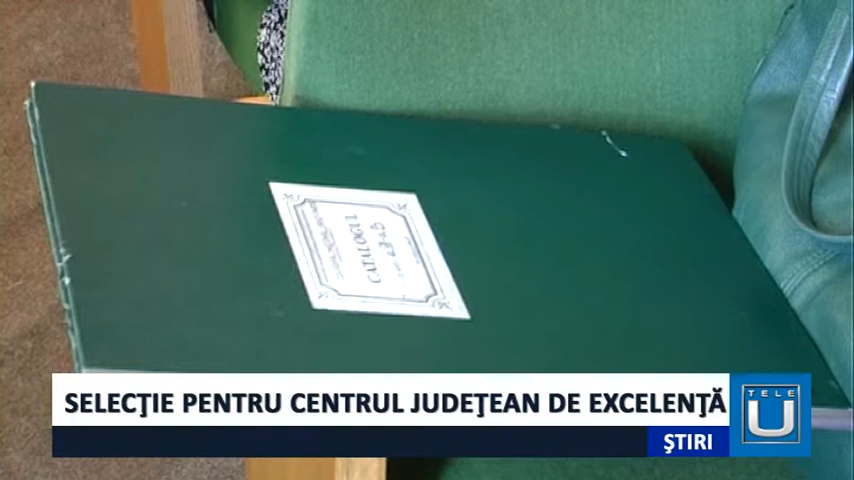 CATALOGUL
SELECŢIE PENTRU CENTRUL JUDEŢEAN DE EXCELENŢĂ
ŞTIRI
TELE
U